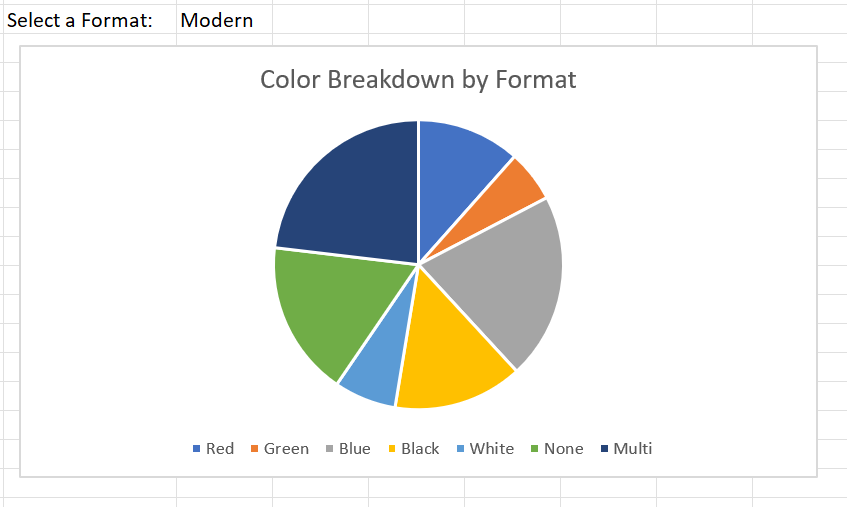 Select a Format: Modern
Color Breakdown by Format
Red Green Blue Black White None Multi